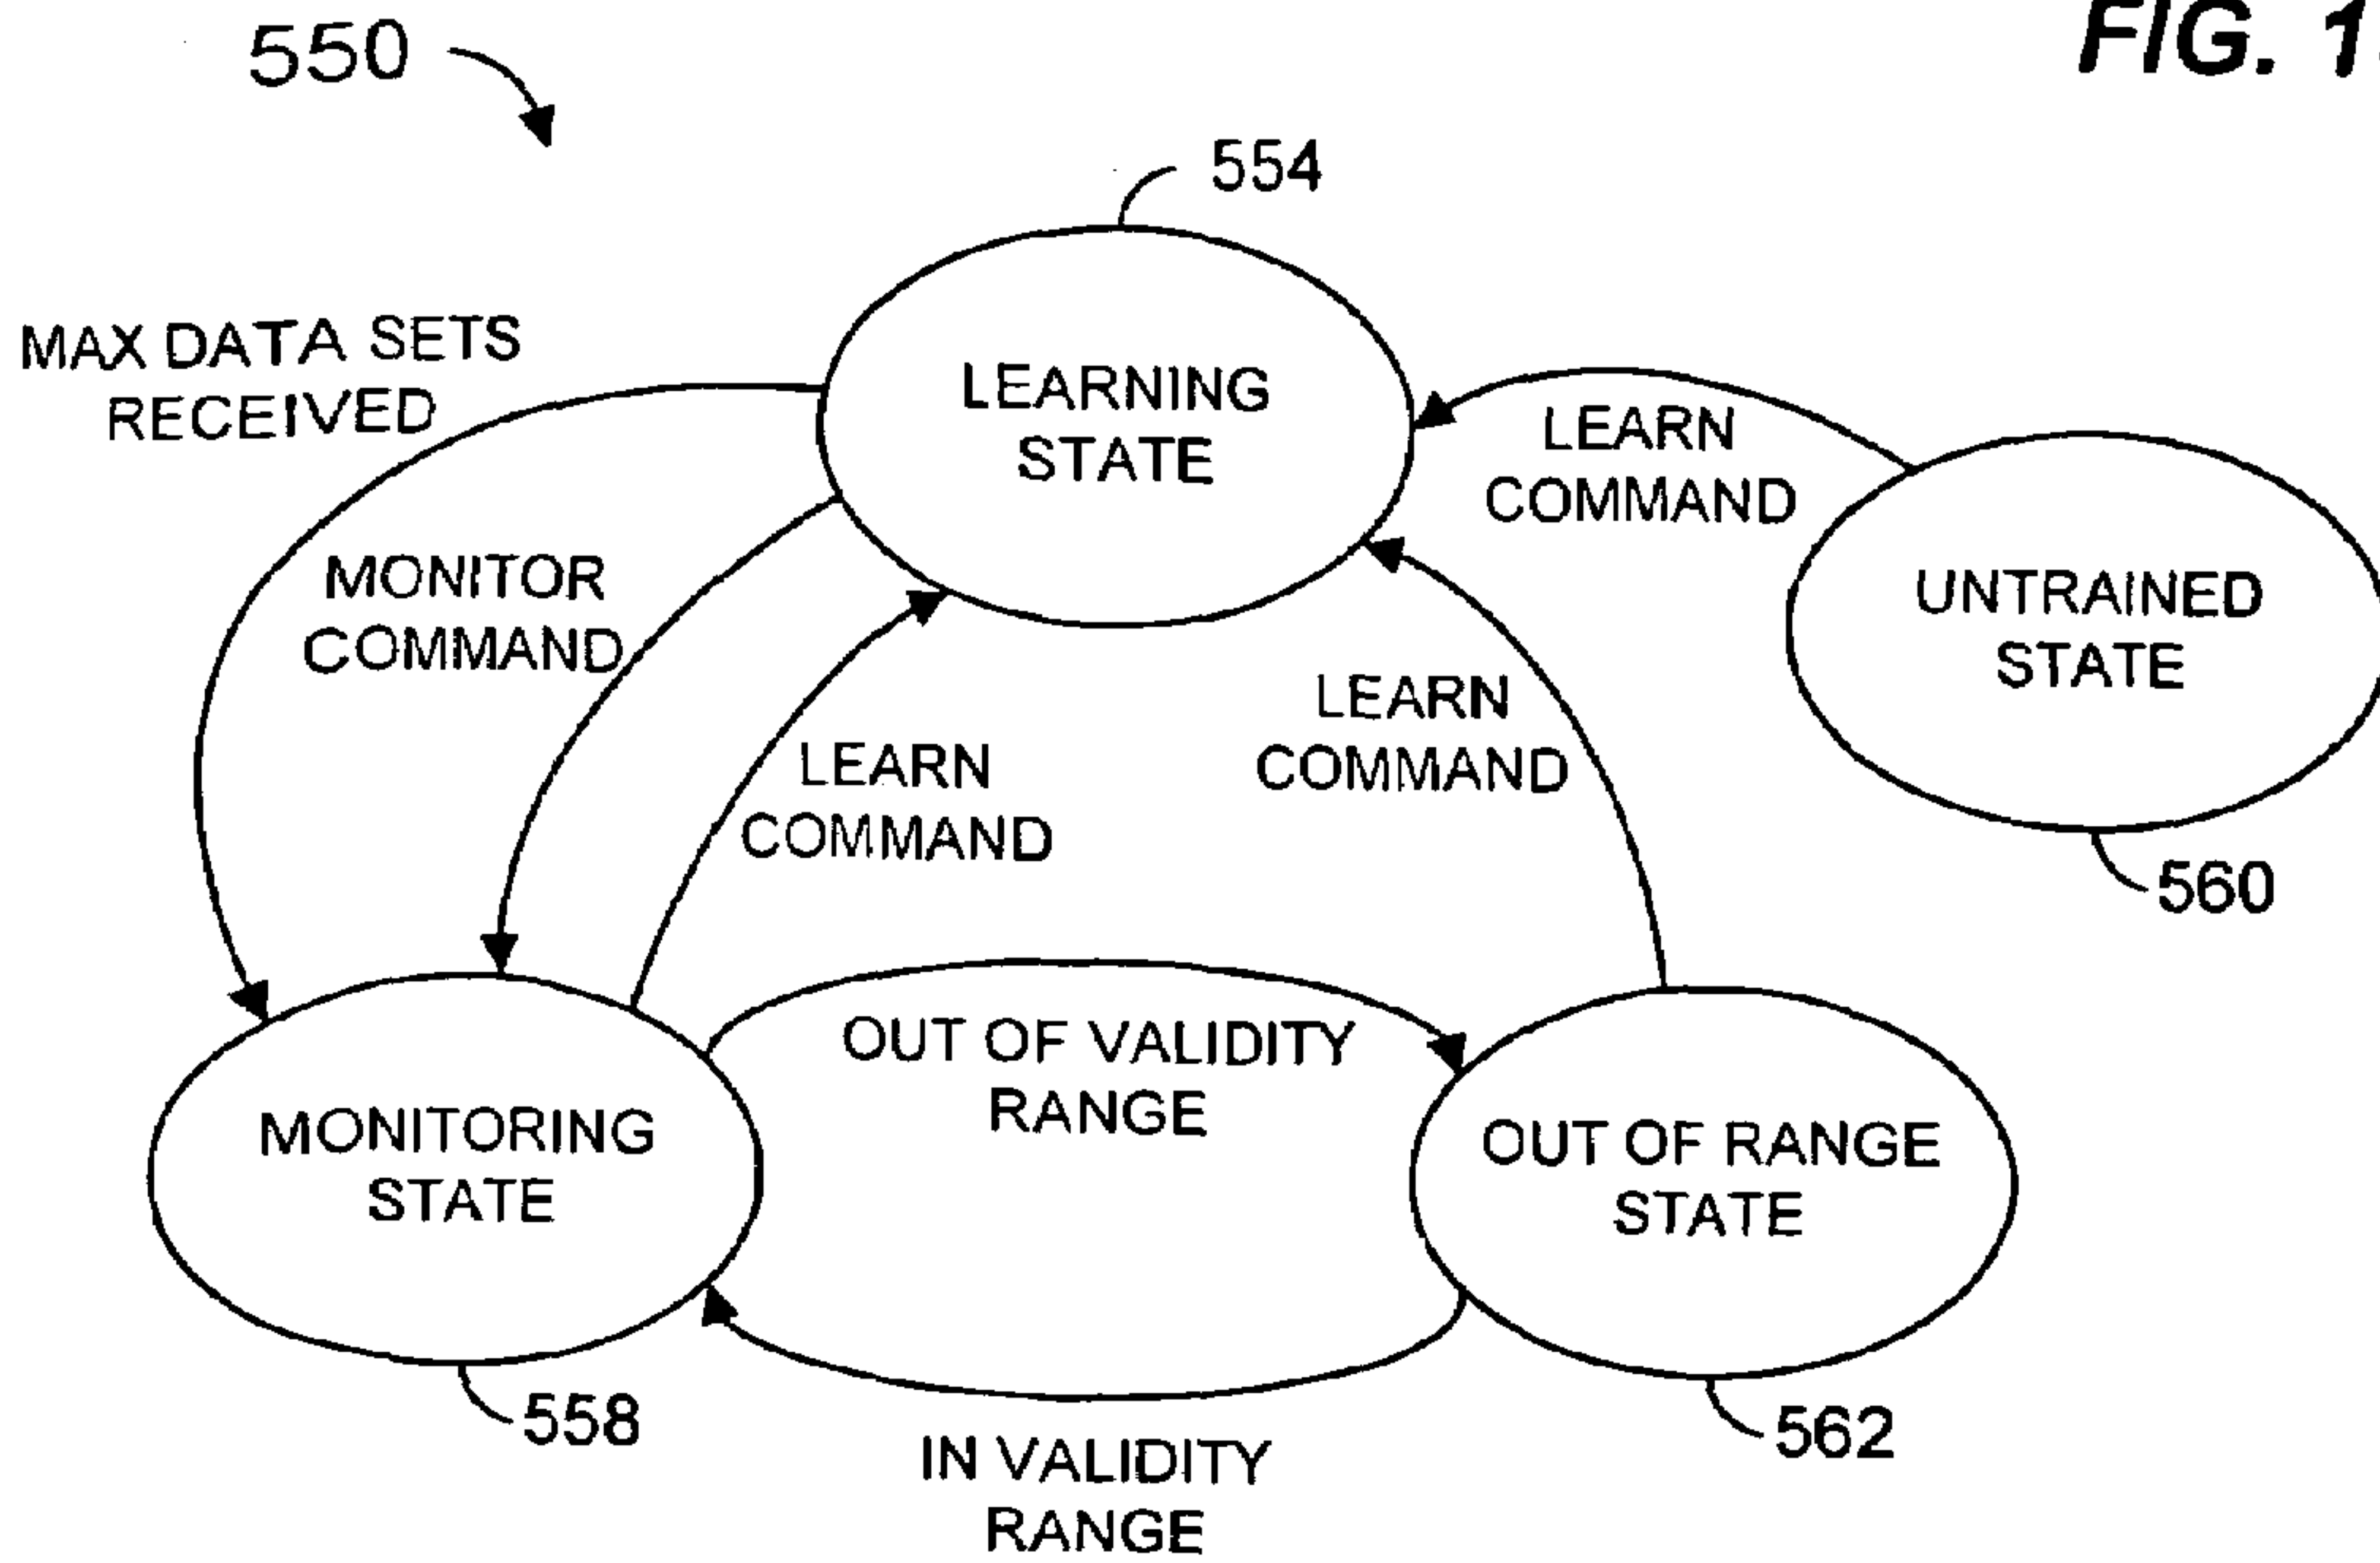 550
FIG. 1
554
MAX DATA SETS
RECEIVED
LEARNING
STATE
LEARN
COMMAND
MONITOR
COMMAND
UNTRAINED
STATE
LEARN
COMMAND
LEARN
COMMAND
560
OUT OF VALIDITY
RANGE
MONITORING
STATE
OUT OF RANGE
STATE
558
562
IN VALIDITY
RANGE